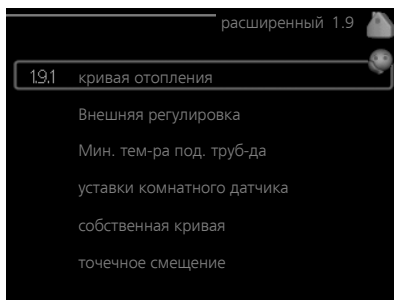 расширенный 1.9
1.9.1 кривая отопления
Внешняя регулировка
Мин. тем-ра под. труб-да
уставки комнатного датчика
собственная кривая
точечное смещение